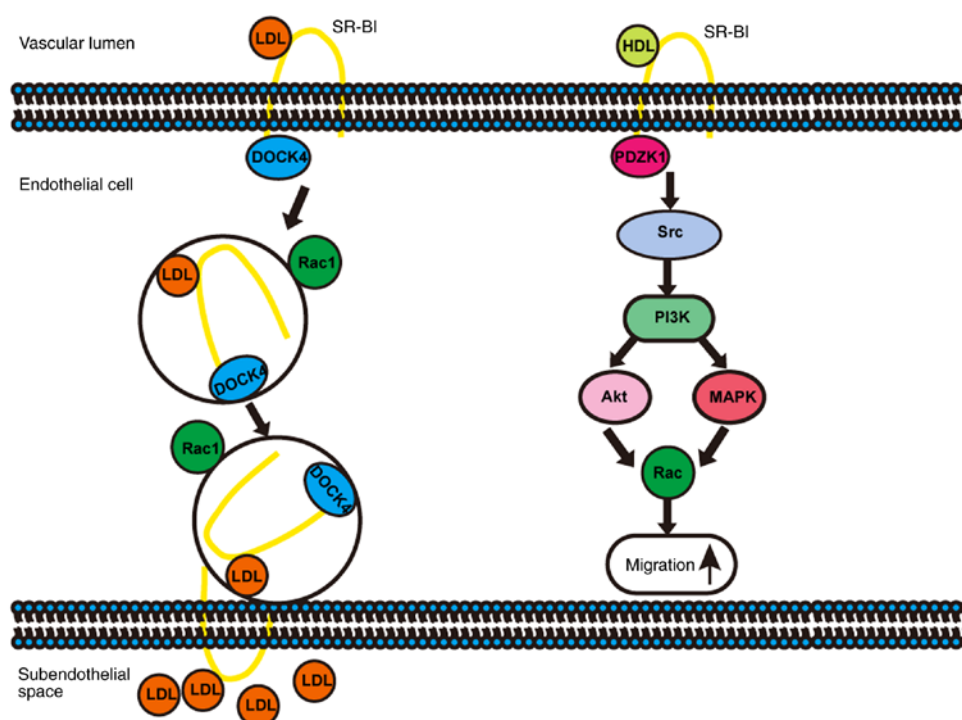 Vascular lumen
LDL
SR-BI
HDL
SR-BI
DOCK4
PDZK1
Endothelial cell
Src
LDL
Rac1
PI3K
DOCK4
Akt
MAPK
Rac1
DOCK4
Rac
LDL
Migration
Subendothelial
space
LDL
LDL
LDL
LDL